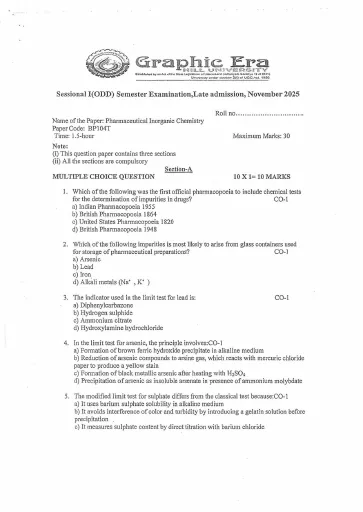 Graphic Era
HILL UNIVERSITY
Sessional I(ODD) Semester Examination,Late admission, November 2025
Roll no..............................
Name of the Paper: Pharmaceutical Inorganic Chemistry
Paper Code: BP104T
Time: 1.5-hour Maximum Marks: 30
Note:
(i) This question paper contains three sections
(ii) All the sections are compulsory
Section-A
MULTIPLE CHOICE QUESTION 10 X 1= 10 MARKS
1. Which of the following was the first official pharmacopoeia to include chemical tests
for the determination of impurities in drugs? CO-1
a) Indian Pharmacopoeia 1955
b) British Pharmacopoeia 1864
c) United States Pharmacopoeia 1820
d) British Pharmacopoeia 1948
2. Which of the following impurities is most likely to arise from glass containers used
for storage of pharmaceutical preparations? CO-1
a) Arsenic
b) Lead
c) Iron
d) Alkali metals (Na⁺ , K⁺ )
3. The indicator used in the limit test for lead is: CO-1
a) Diphenylcarbazone
b) Hydrogen sulphide
c) Ammonium citrate
d) Hydroxylamine hydrochloride
4. In the limit test for arsenic, the principle involves:CO-1
a) Formation of brown ferric hydroxide precipitate in alkaline medium
b) Reduction of arsenic compounds to arsine gas, which reacts with mercuric chloride
paper to produce a yellow stain
c) Formation of black metallic arsenic after heating with H₂SO₄
d) Precipitation of arsenic as insoluble arsenate in presence of ammonium molybdate
5. The modified limit test for sulphate differs from the classical test because:CO-1
a) It uses barium sulphate solubility in alkaline medium
b) It avoids interference of color and turbidity by introducing a gelatin solution before
precipitation
c) It measures sulphate content by direct titration with barium chloride